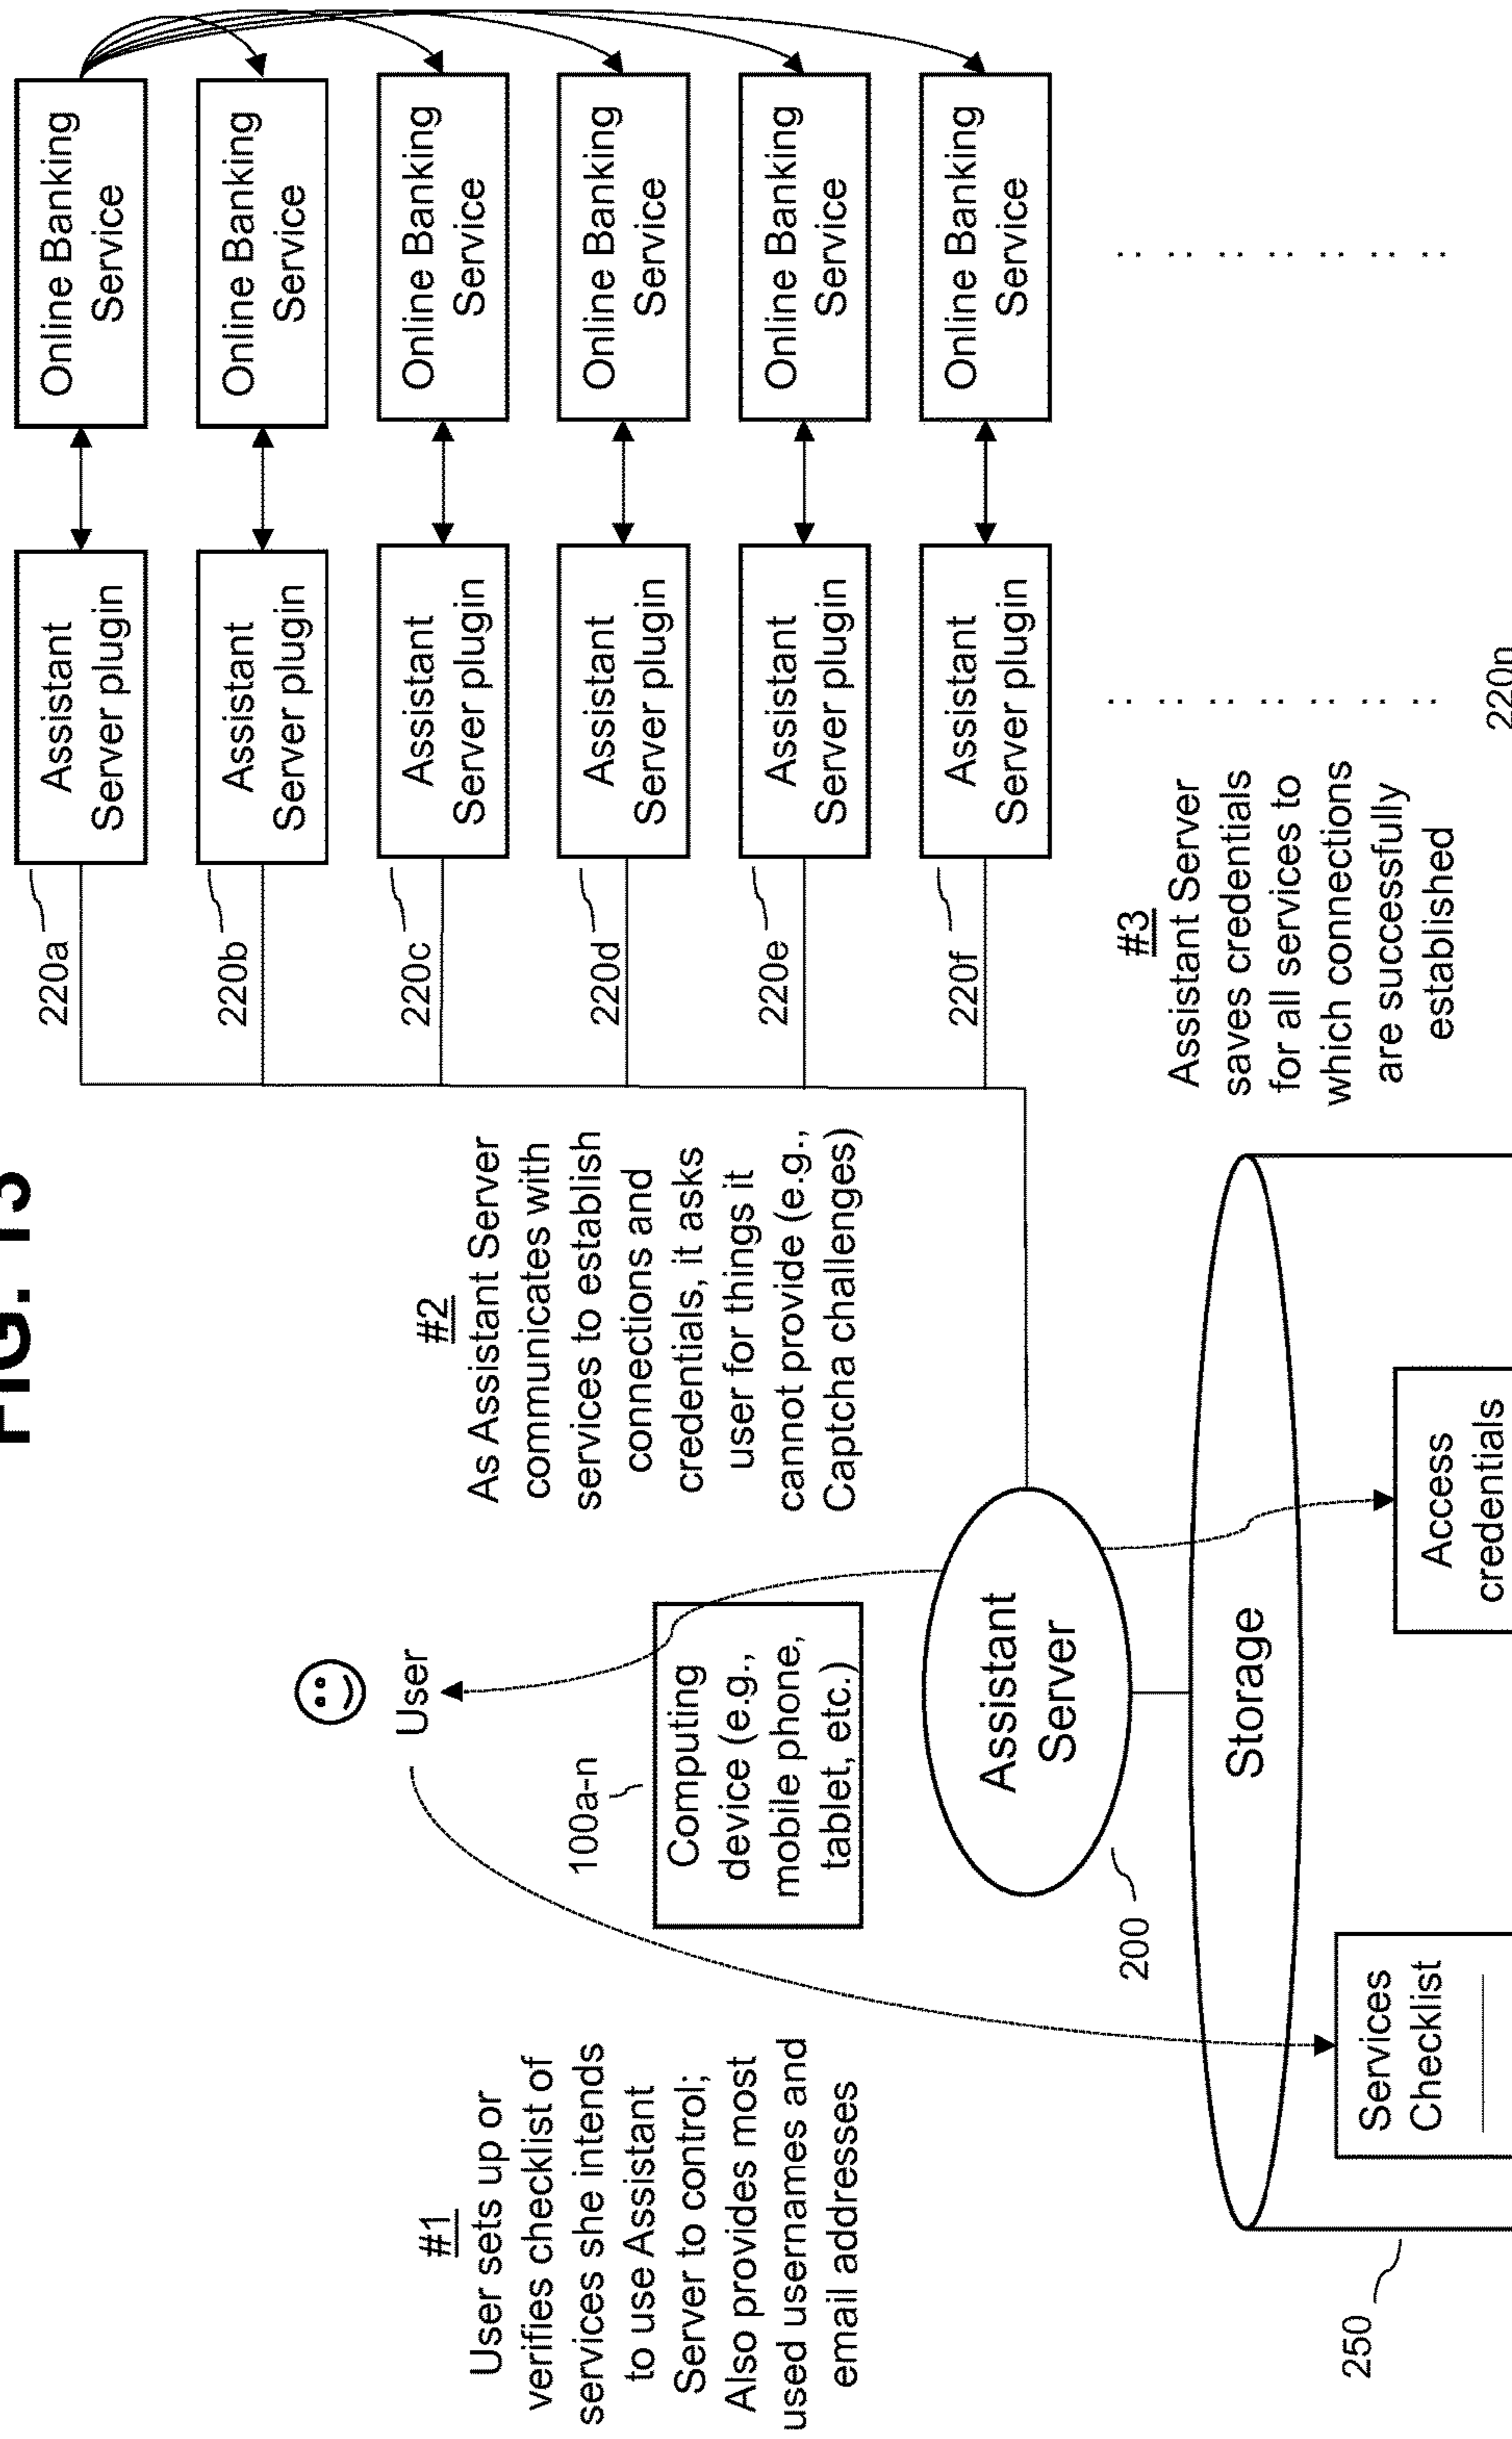 FIG.
Assistant
Server plugin
Online Banking
Service
220a
Assistant
Server plugin
Online Banking
Service
220b
Assistant
Server plugin
Online Banking
Service
220c
Assistant
Server plugin
Online Banking
Service
220d
Assistant
Server plugin
Online Banking
Service
220e
Assistant
Server plugin
Online Banking
Service
220f
User
#1
User sets up or
verifies checklist of
services she intends
to use Assistant
Server to control;
Also provides most
used usernames and
email addresses
#2
As Assistant Server
communicates with
services to establish
connections and
credentials, it asks
user for things it
cannot provide (e.g.,
Captcha challenges)
100a-n
Computing
device (e.g.,
mobile phone,
tablet, etc.)
Assistant
Server
200
#3
Assistant Server
saves credentials
for all services to
which connections
are successfully
established
Storage
250
Services
Checklist
Access
credentials
220n